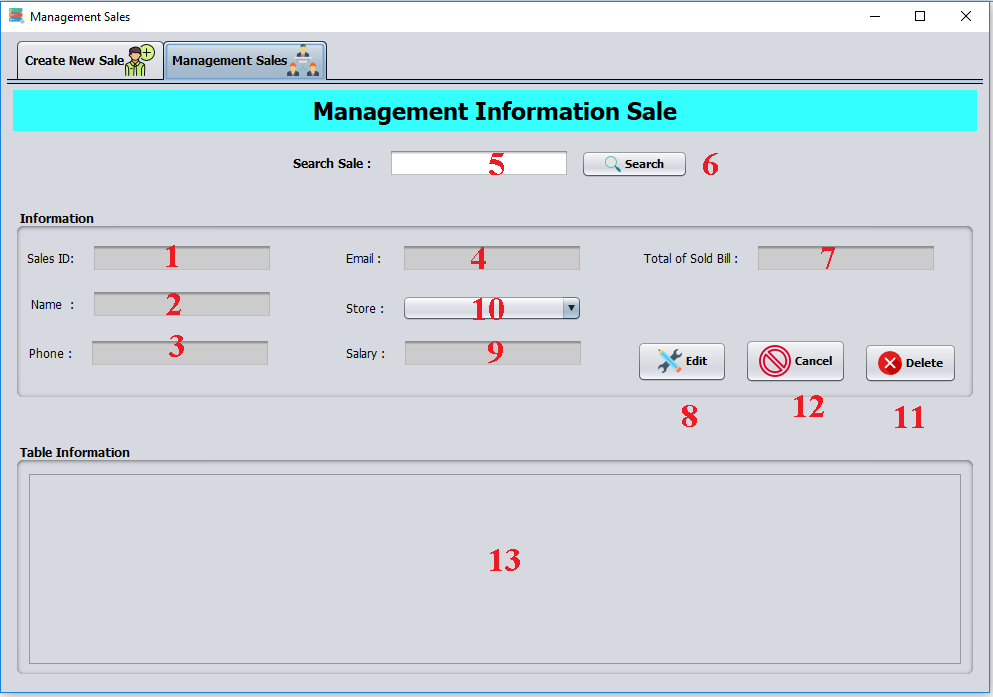 Management Sales
Create New Sale Management Sales
Management Information Sale
Search Sale : 5 Search 6
Information
Sales ID: 1 Email : 4 Total of Sold Bill : 7
Name : 2 Store : 10
Phone : 3 Salary : 9 Edit Cancel Delete
8 12 11
Table Information
13